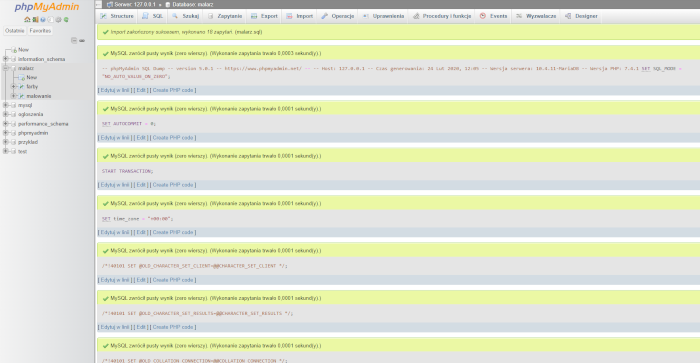 phpMyAdmin
Ostatnie Favorites
New
information_schema
malarz
New
farby
malowanie
mysql
ogloszenia
performance_schema
phpmyadmin
przyklad
test
Serwer: 127.0.0.1 » Database: malarz
Structure SQL Szukaj Zapytanie Export Import Operacje Uprawnienia Procedury i funkcje Events Wyzwalacze Designer
Import zakończony sukcesem, wykonano 18 zapytań. (malarz.sql)
MySQL zwrócił pusty wynik (zero wierszy). (Wykonanie zapytania trwało 0,0003 sekund(y).)
-- phpMyAdmin SQL Dump -- version 5.0.1 -- https://www.phpmyadmin.net/ -- -- Host: 127.0.0.1 -- Czas generowania: 24 Lut 2020, 12:05 -- Wersja serwera: 10.4.11-MariaDB -- Wersja PHP: 7.4.1 SET SQL_MODE =
"NO_AUTO_VALUE_ON_ZERO";
[ Edytuj w linii ] [ Edit ] [ Create PHP code ]
MySQL zwrócił pusty wynik (zero wierszy). (Wykonanie zapytania trwało 0,0001 sekund(y).)
SET AUTOCOMMIT = 0;
[ Edytuj w linii ] [ Edit ] [ Create PHP code ]
MySQL zwrócił pusty wynik (zero wierszy). (Wykonanie zapytania trwało 0,0001 sekund(y).)
START TRANSACTION;
[ Edytuj w linii ] [ Edit ] [ Create PHP code ]
MySQL zwrócił pusty wynik (zero wierszy). (Wykonanie zapytania trwało 0,0001 sekund(y).)
SET time_zone = "+00:00";
[ Edytuj w linii ] [ Edit ] [ Create PHP code ]
MySQL zwrócił pusty wynik (zero wierszy). (Wykonanie zapytania trwało 0,0001 sekund(y).)
/*!40101 SET @OLD_CHARACTER_SET_CLIENT=@@CHARACTER_SET_CLIENT */;
[ Edytuj w linii ] [ Edit ] [ Create PHP code ]
MySQL zwrócił pusty wynik (zero wierszy). (Wykonanie zapytania trwało 0,0001 sekund(y).)
/*!40101 SET @OLD_CHARACTER_SET_RESULTS=@@CHARACTER_SET_RESULTS */;
[ Edytuj w linii ] [ Edit ] [ Create PHP code ]
MySQL zwrócił pusty wynik (zero wierszy). (Wykonanie zapytania trwało 0,0001 sekund(y).)
/*!40101 SET @OLD_COLLATION_CONNECTION=@@COLLATION_CONNECTION */;